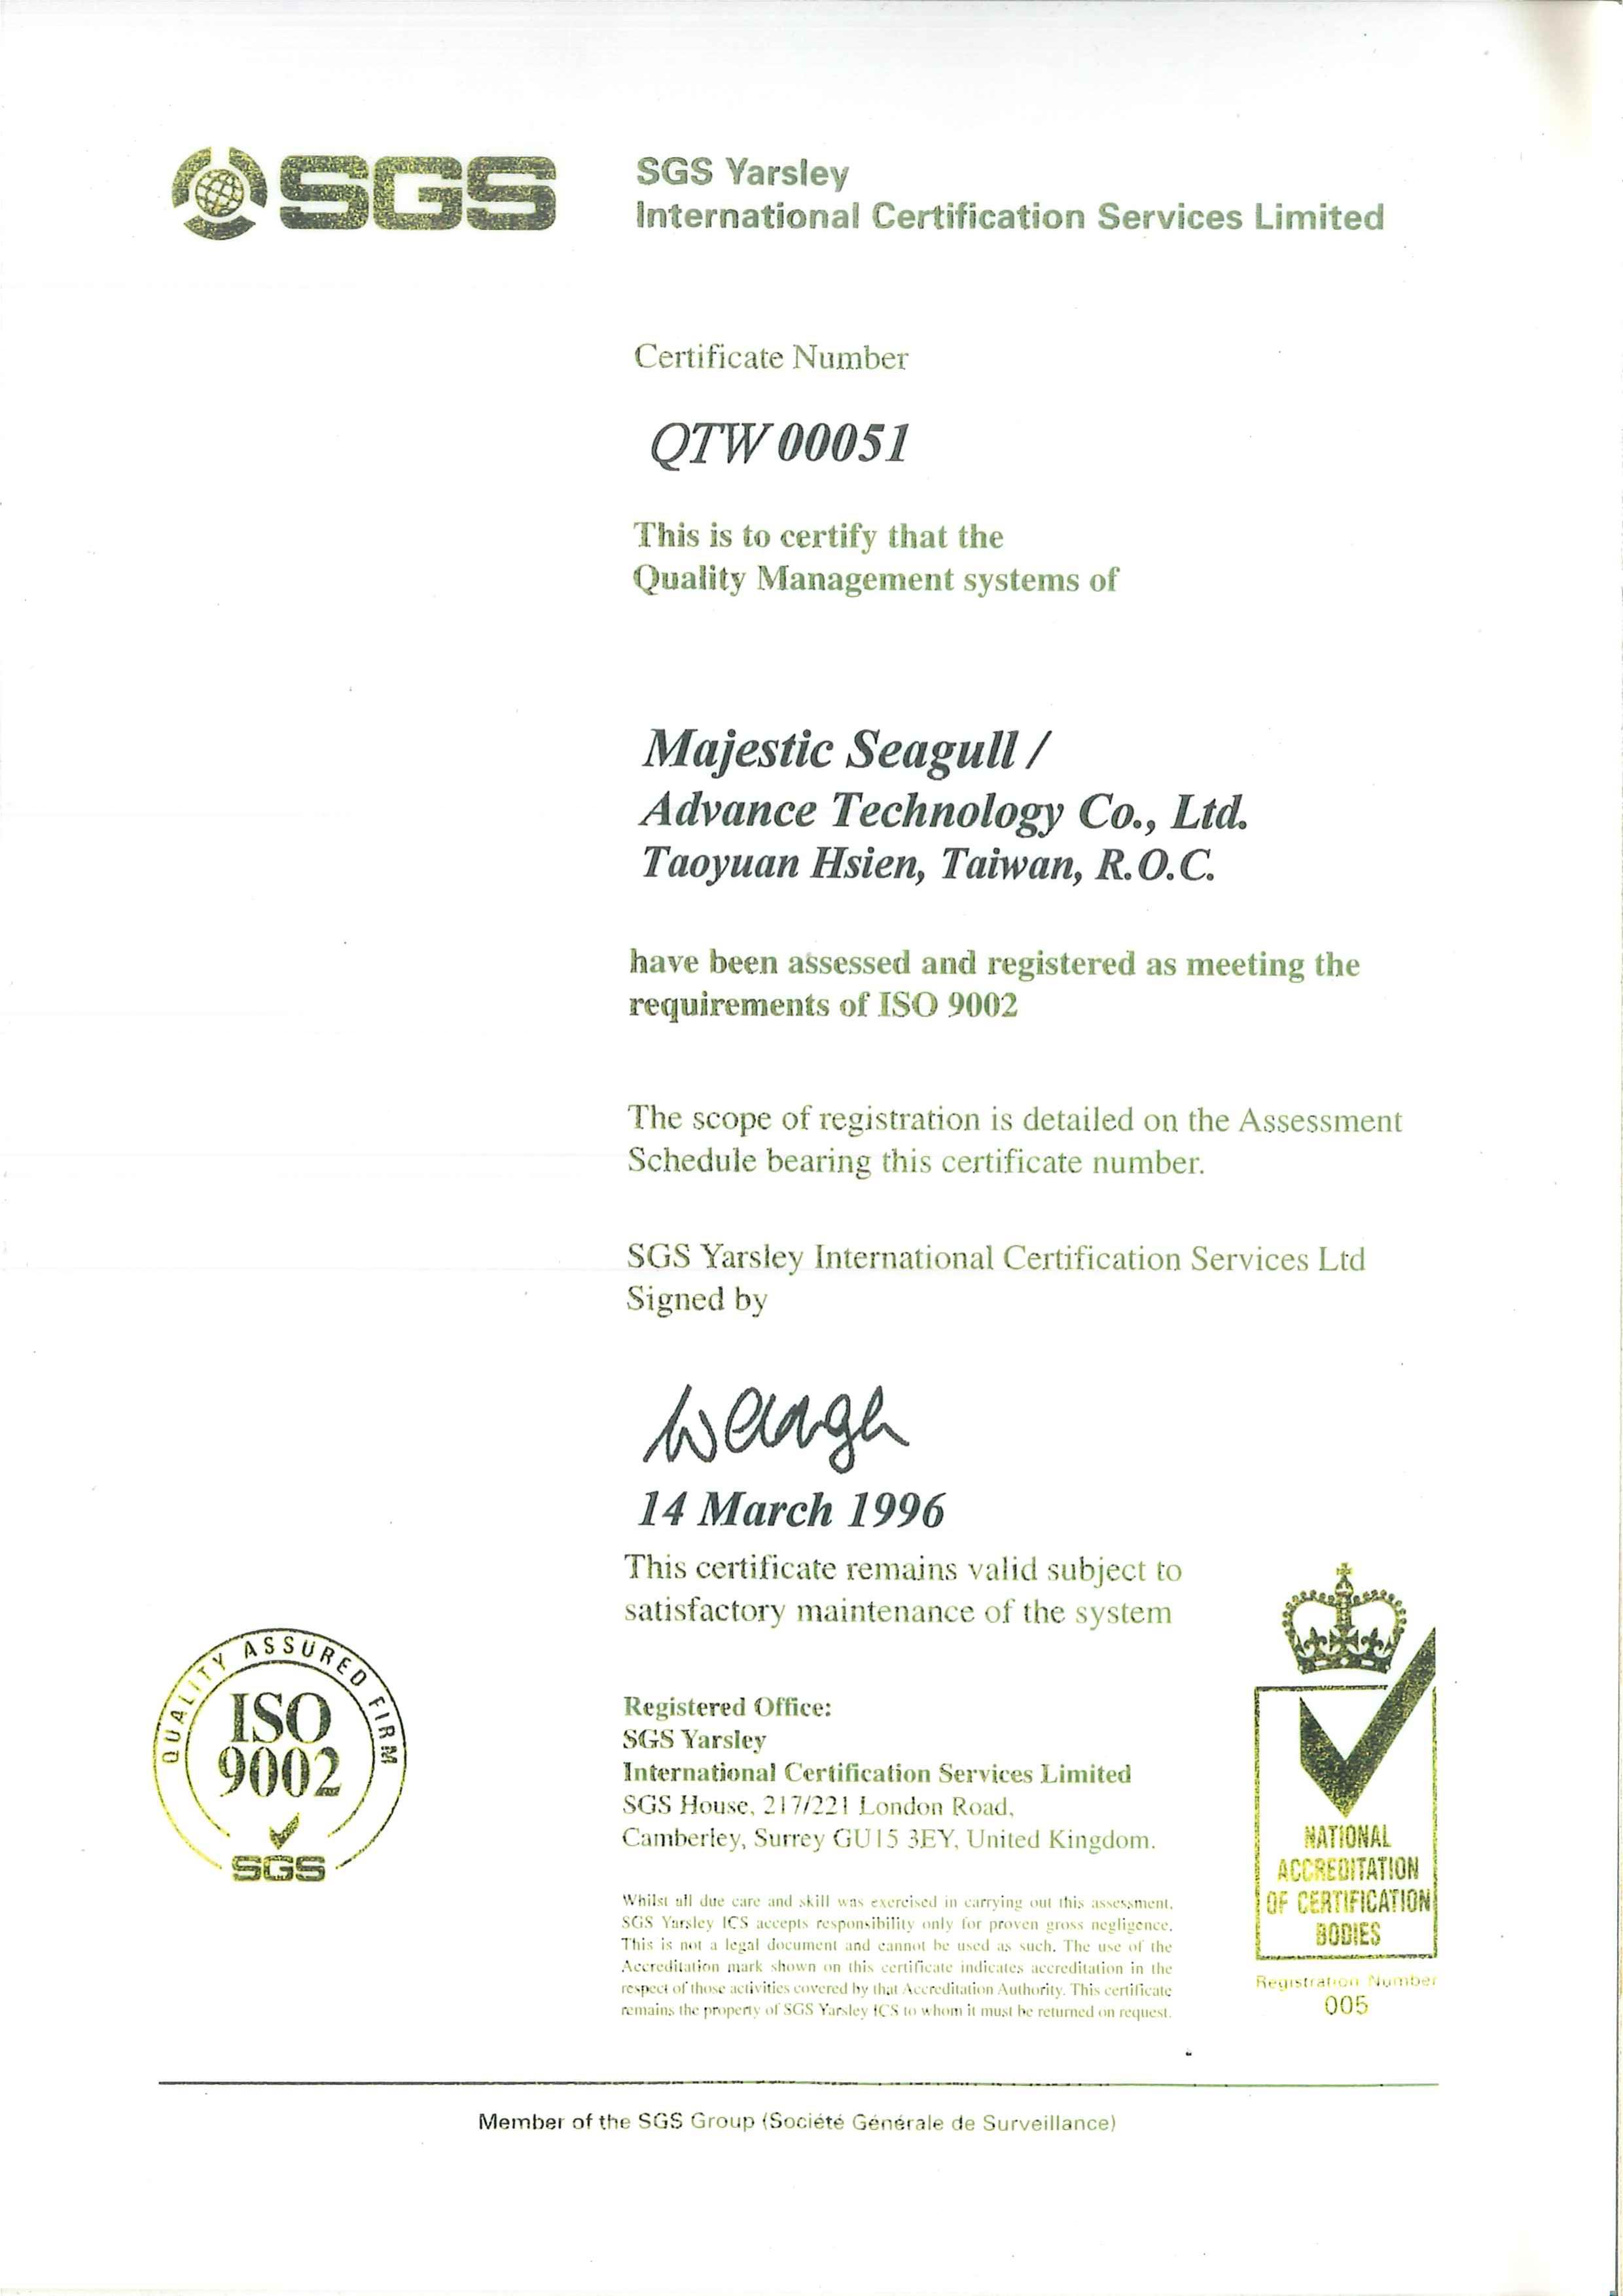 SGS
SGS Yarsley
International Certification Services Limited
Certificate Number
QTW 00051
This is to certify that the
Quality Management systems of
Majestic Seagull /
Advance Technology Co., Ltd.
Taoyuan Hsien, Taiwan, R.O.C.
have been assessed and registered as meeting the
requirements of ISO 9002
The scope of registration is detailed on the Assessment
Schedule bearing this certificate number.
SGS Yarsley International Certification Services Ltd
Signed by
Waugh
14 March 1996
This certificate remains valid subject to
satisfactory maintenance of the system
QUALITY ASSURED FIRM
ISO
9002
SGS
Registered Office:
SGS Yarsley
International Certification Services Limited
SGS House, 217/221 London Road,
Camberley, Surrey GU15 3EY, United Kingdom.
Whilst all due care and skill was exercised in carrying out this assessment,
SGS Yarsley ICS accepts responsibility only for proven gross negligence.
This is not a legal document and cannot be used as such. The use of the
Accreditation mark shown on this certificate indicates accreditation in the
respect of those activities covered by that Accreditation Authority. This certificate
remains the property of SGS Yarsley ICS to whom it must be returned on request.
NATIONAL
ACCREDITATION
OF CERTIFICATION
BODIES
Registration Number
005
Member of the SGS Group (Société Générale de Surveillance)